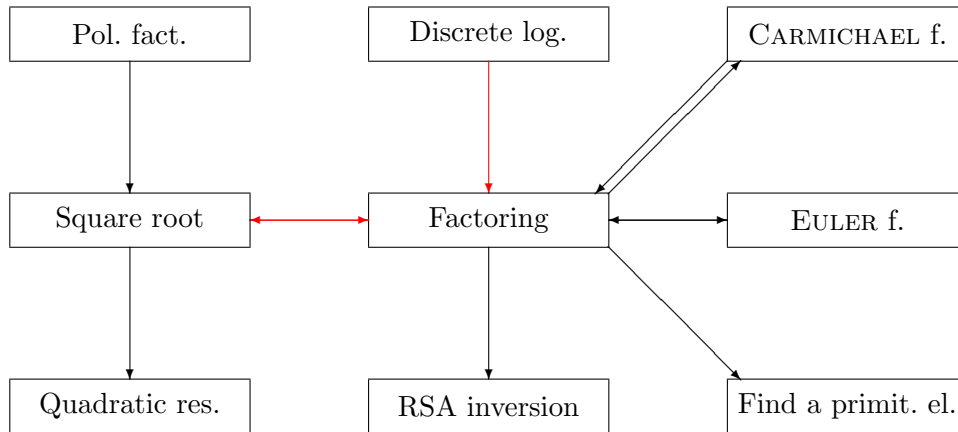 Pol. fact.
Discrete log.
CARMICHAEL f.
Square root
Factoring
EULER f.
Quadratic res.
RSA inversion
Find a primit. el.